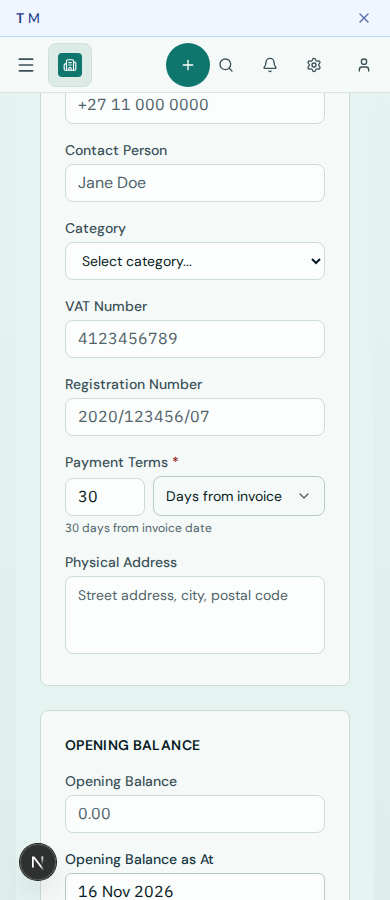 T M
+27 11 000 0000
Contact Person
Jane Doe
Category
Select category...
VAT Number
4123456789
Registration Number
2020/123456/07
Payment Terms *
30
Days from invoice
30 days from invoice date
Physical Address
Street address, city, postal code
OPENING BALANCE
Opening Balance
0.00
Opening Balance as At
N
16 Nov 2026